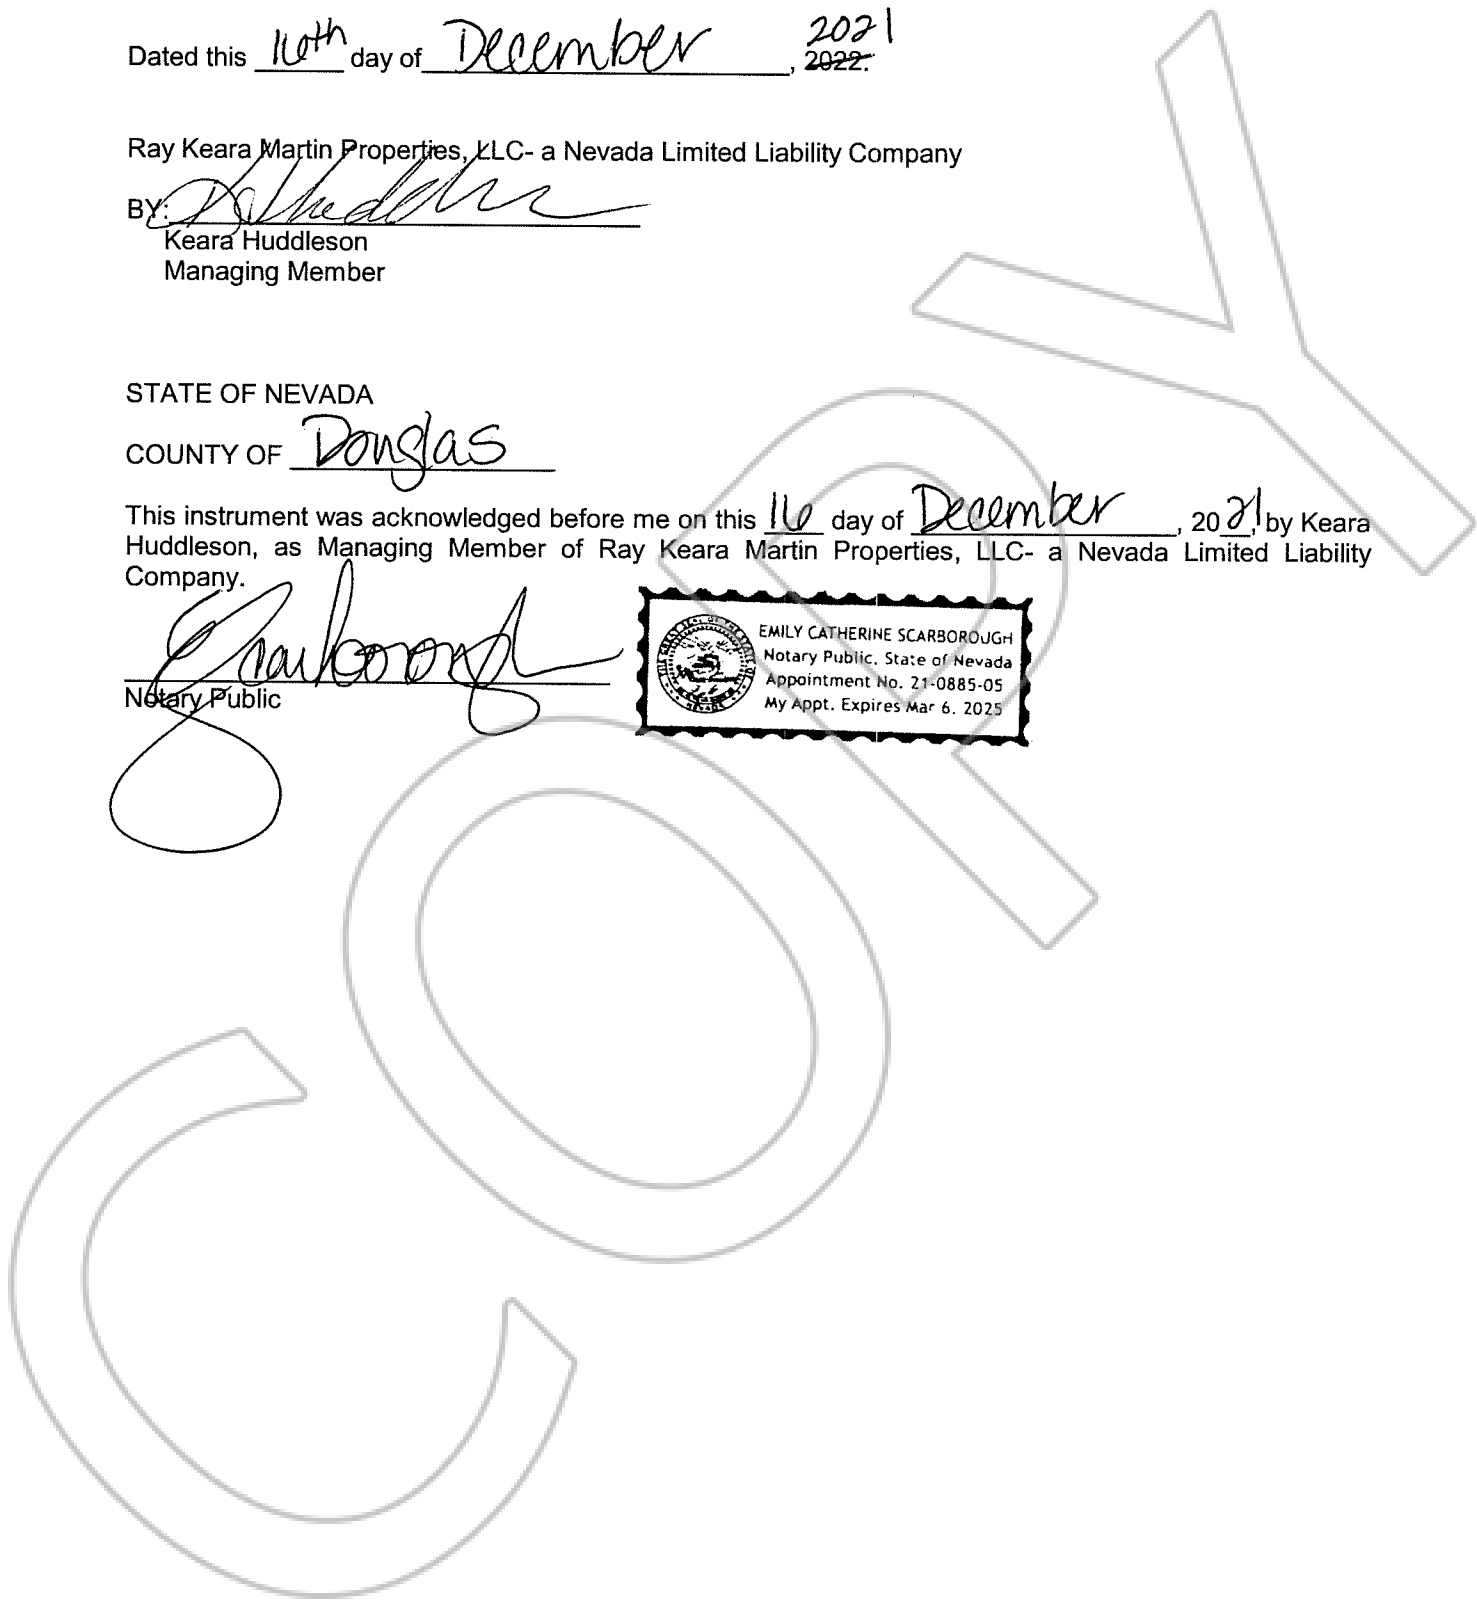 Dated this 16th day of December, 2021
2022.
Ray Keara Martin Properties, LLC- a Nevada Limited Liability Company
BY: K Huddleson
Keara Huddleson
Managing Member
STATE OF NEVADA
COUNTY OF Douglas
This instrument was acknowledged before me on this 16 day of December, 2021, by Keara
Huddleson, as Managing Member of Ray Keara Martin Properties, LLC- a Nevada Limited Liability
Company.
EScarborough
Notary Public
EMILY CATHERINE SCARBOROUGH
Notary Public, State of Nevada
Appointment No. 21-0885-05
My Appt. Expires Mar 6. 2025
COPY